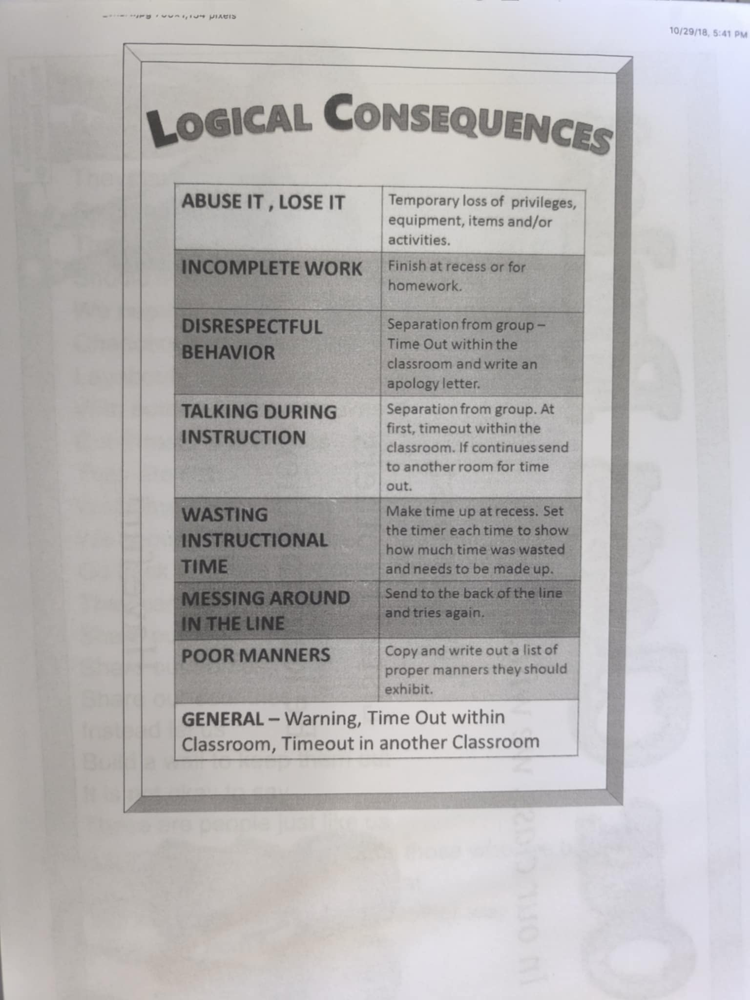 pixels
10/29/18, 5:41 PM
LOGICAL CONSEQUENCES
ABUSE IT , LOSE IT
Temporary loss of privileges,
equipment, items and/or
activities.
INCOMPLETE WORK
Finish at recess or for
homework.
DISRESPECTFUL
BEHAVIOR
Separation from group –
Time Out within the
classroom and write an
apology letter.
TALKING DURING
INSTRUCTION
Separation from group. At
first, timeout within the
classroom. If continues send
to another room for time
out.
WASTING
INSTRUCTIONAL
TIME
Make time up at recess. Set
the timer each time to show
how much time was wasted
and needs to be made up.
MESSING AROUND
IN THE LINE
Send to the back of the line
and tries again.
POOR MANNERS
Copy and write out a list of
proper manners they should
exhibit.
GENERAL – Warning, Time Out within
Classroom, Timeout in another Classroom